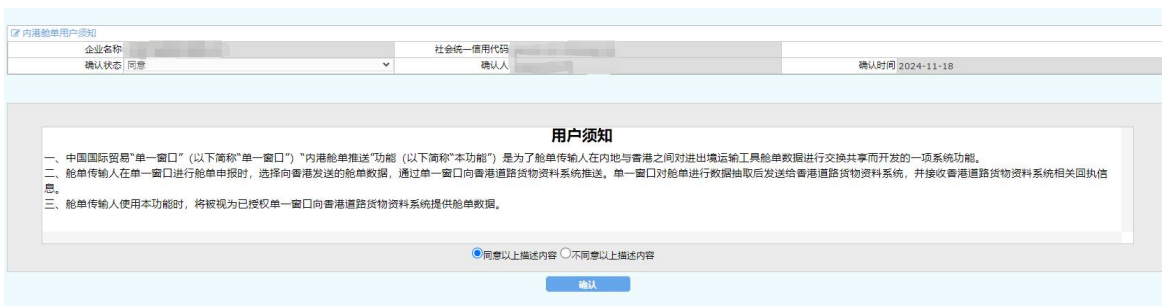 内港舱单用户须知
企业名称 社会统一信用代码
确认状态 同意 确认人 确认时间 2024-11-18
用户须知
一、中国国际贸易“单一窗口”（以下简称“单一窗口”）“内港舱单推送”功能（以下简称“本功能”）是为了舱单传输人在内地与香港之间对进出境运输工具舱单数据进行交换共享而开发的一项系统功能。
二、舱单传输人在单一窗口进行舱单申报时，选择向香港发送的舱单数据，通过单一窗口向香港道路货物资料系统推送。单一窗口对舱单进行数据抽取后发送给香港道路货物资料系统，并接收香港道路货物资料系统相关回执信
息。
三、舱单传输人使用本功能时，将被视为已授权单一窗口向香港道路货物资料系统提供舱单数据。
同意以上描述内容 不同意以上描述内容
确认